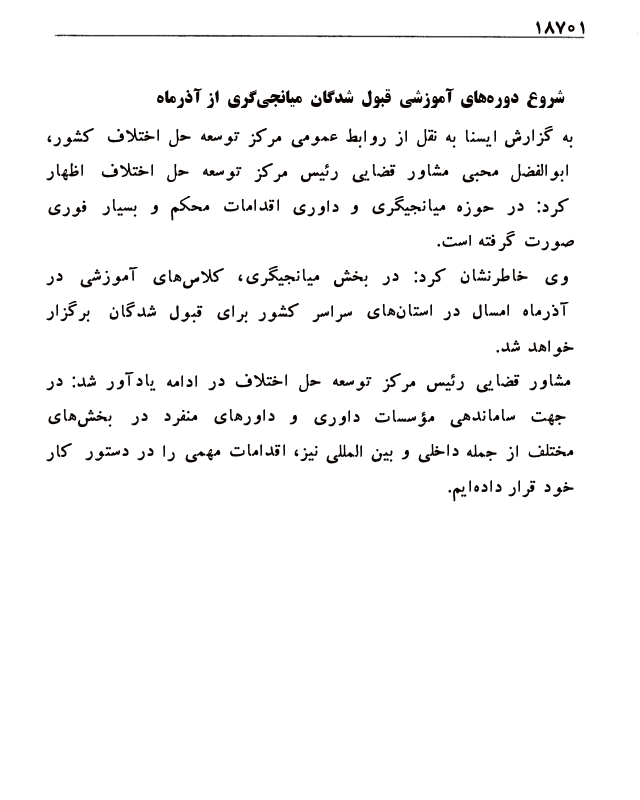 ۱۸۷۰۱
شروع دوره‌های آموزشی قبول شدگان میانجی‌گری از آذرماه
به گزارش ایسنا به نقل از روابط عمومی مرکز توسعه حل اختلاف کشور،
ابوالفضل محبی مشاور قضایی رئیس مرکز توسعه حل اختلاف اظهار
کرد: در حوزه میانجیگری و داوری اقدامات محکم و بسیار فوری
صورت گرفته است.
وی خاطرنشان کرد: در بخش میانجیگری، کلاس‌های آموزشی در
آذرماه امسال در استان‌های سراسر کشور برای قبول شدگان برگزار
خواهد شد.
مشاور قضایی رئیس مرکز توسعه حل اختلاف در ادامه یادآور شد: در
جهت ساماندهی مؤسسات داوری و داورهای منفرد در بخش‌های
مختلف از جمله داخلی و بین المللی نیز، اقدامات مهمی را در دستور کار
خود قرار داده‌ایم.